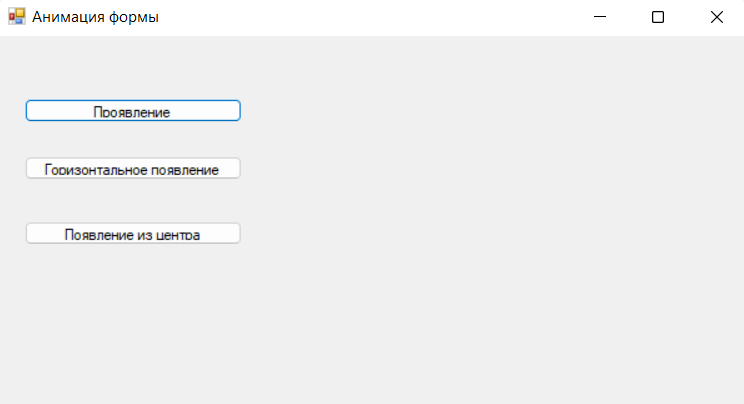 Анимация формы
Проявление
Горизонтальное появление
Появление из центра